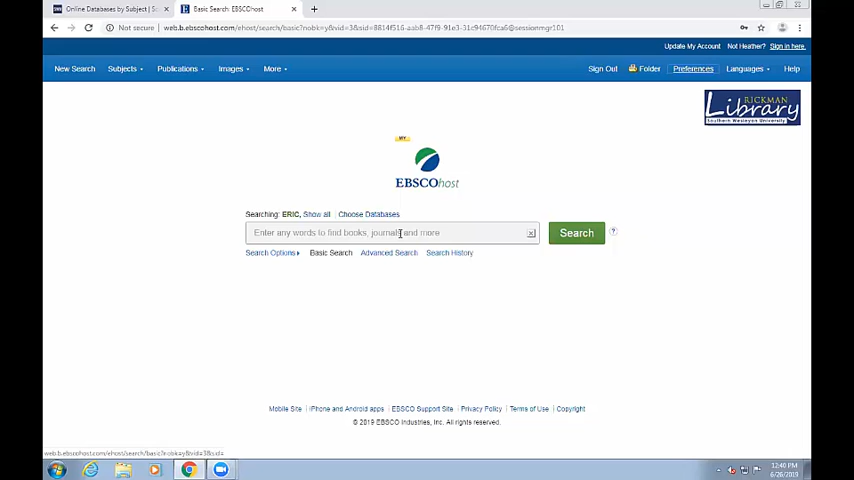 Online Databases by Subject | So
Basic Search: EBSCOhost
Not secure | web.b.ebscohost.com/ehost/search/basic?nobk=y&vid=3&sid=8814f516-aab8-47f9-91e3-31c94670fca6@sessionmgr101
Update My Account Not Heather? Sign in here.
New Search Subjects Publications Images More Sign Out Folder Preferences Languages Help
RICKMAN
Library
Southern Wesleyan University
MY
EBSCOhost
Searching: ERIC, Show all | Choose Databases
Enter any words to find books, journals and more
Search
?
Search Options Basic Search Advanced Search Search History
Mobile Site | iPhone and Android apps | EBSCO Support Site | Privacy Policy | Terms of Use | Copyright
© 2019 EBSCO Industries, Inc. All rights reserved.
web.b.ebscohost.com/ehost/search/basic?nobk=y&vid=3&sid=
12:40 PM
6/26/2019